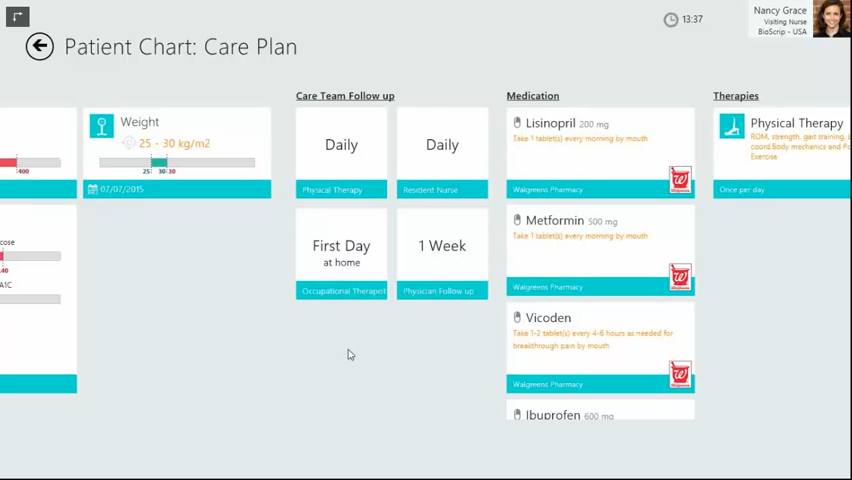 Nancy Grace
Visiting Nurse
BioScrip - USA
13:37
Patient Chart: Care Plan
400
cose
40
A1C
Weight
25 - 30 kg/m2
25
30
30
07/07/2015
Care Team Follow up
Daily
Physical Therapy
Daily
Resident Nurse
First Day
at home
Occupational Therapist
1 Week
Physician Follow up
Medication
Lisinopril 200 mg
Take 1 tablet(s) every morning by mouth
Walgreens Pharmacy
Metformin 500 mg
Take 1 tablet(s) every morning by mouth
Walgreens Pharmacy
Vicoden
Take 1-2 tablet(s) every 4-6 hours as needed for
breakthrough pain by mouth
Walgreens Pharmacy
Ibuprofen 600 mg
Therapies
Physical Therapy
ROM, strength, gart training, b
coord.Body mechanics and Po
Exercise
Once per day